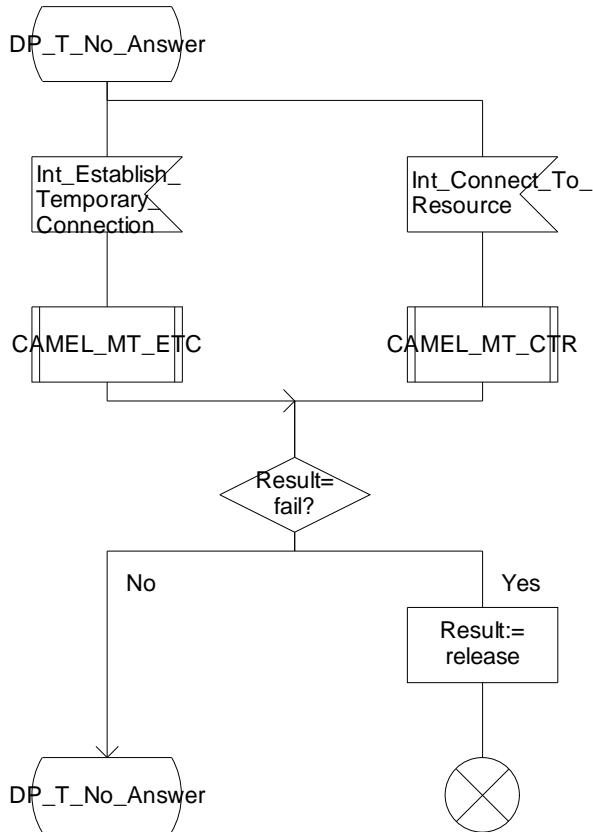 DP_T_No_Answer
Int_Establish_
Temporary_
Connection
Int_Connect_To_
Resource
CAMEL_MT_ETC
CAMEL_MT_CTR
Result=
fail?
No
Yes
Result:=
release
DP_T_No_Answer